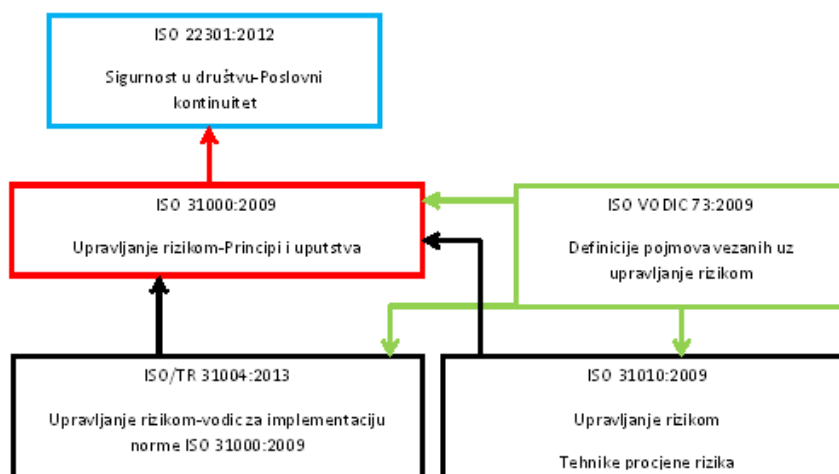 ISO 22301:2012
Sigurnost u društvu-Poslovni
kontinuitet
ISO 31000:2009
Upravljanje rizikom-Principi i uputstva
ISO VODIC 73:2009
Definicije pojmova vezanih uz
upravljanje rizikom
ISO/TR 31004:2013
Upravljanje rizikom-vodic za implementaciju
norme ISO 31000:2009
ISO 31010:2009
Upravljanje rizikom
Tehnike procjene rizika